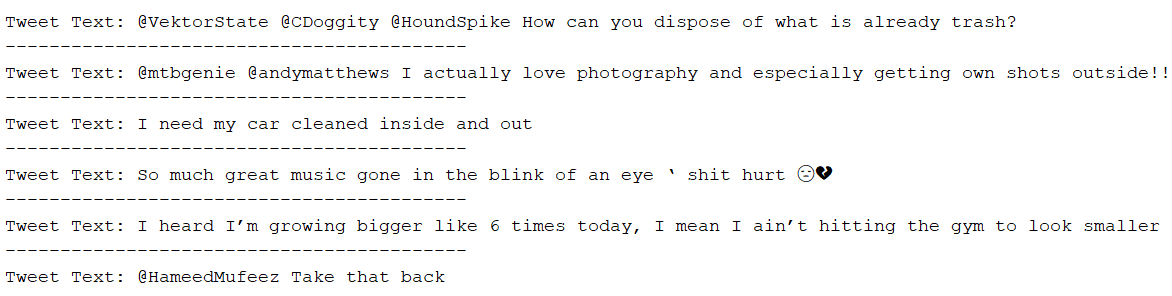 Tweet Text: @VektorState @CDoggity @HoundSpike How can you dispose of what is already trash?
------------------------------------------
Tweet Text: @mtbgenie @andymatthews I actually love photography and especially getting own shots outside!!
------------------------------------------
Tweet Text: I need my car cleaned inside and out
------------------------------------------
Tweet Text: So much great music gone in the blink of an eye ‛ shit hurt 😔💔
------------------------------------------
Tweet Text: I heard I’m growing bigger like 6 times today, I mean I ain’t hitting the gym to look smaller
------------------------------------------
Tweet Text: @HameedMufeez Take that back